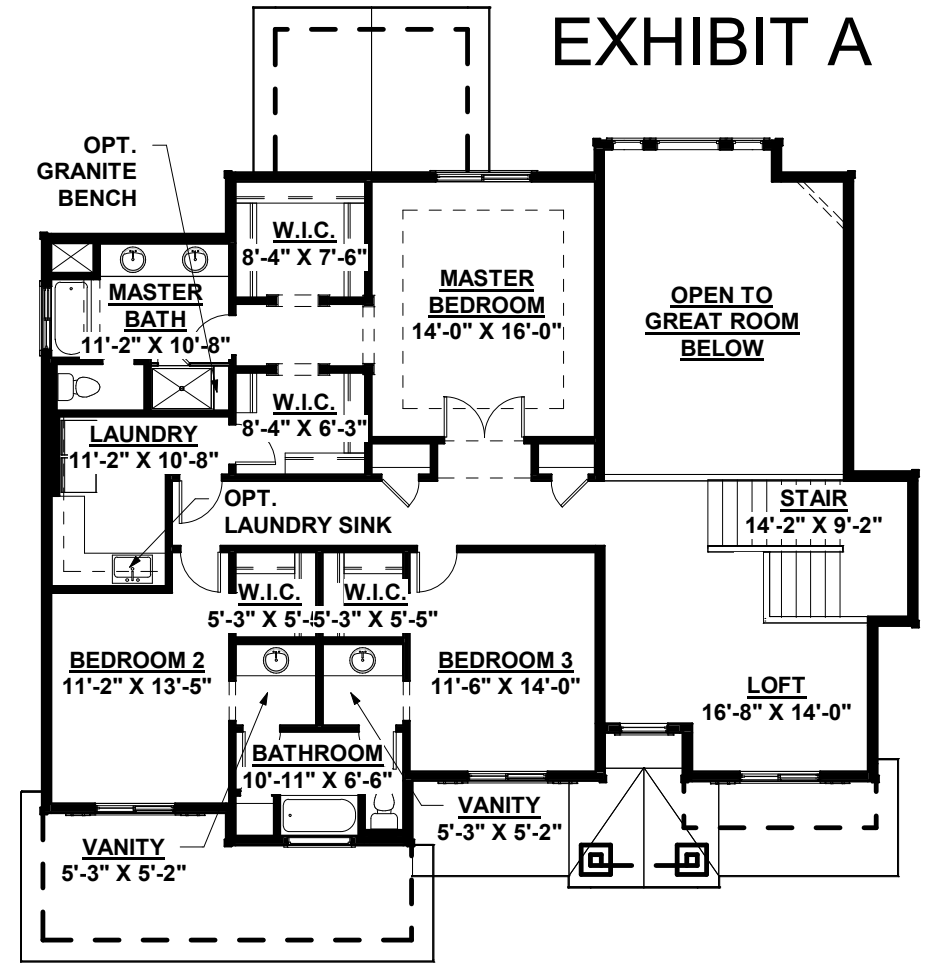 EXHIBIT A
OPT.
GRANITE
BENCH
W.I.C.
8'-4" X 7'-6"
MASTER
BEDROOM
14'-0" X 16'-0"
OPEN TO
GREAT ROOM
BELOW
MASTER
BATH
11'-2" X 10'-8"
W.I.C.
8'-4" X 6'-3"
LAUNDRY
11'-2" X 10'-8"
OPT.
LAUNDRY SINK
STAIR
14'-2" X 9'-2"
W.I.C.
5'-3" X 5'-5
W.I.C.
5'-3" X 5'-5"
BEDROOM 2
11'-2" X 13'-5"
BEDROOM 3
11'-6" X 14'-0"
LOFT
16'-8" X 14'-0"
BATHROOM
10'-11" X 6'-6"
VANITY
5'-3" X 5'-2"
VANITY
5'-3" X 5'-2"